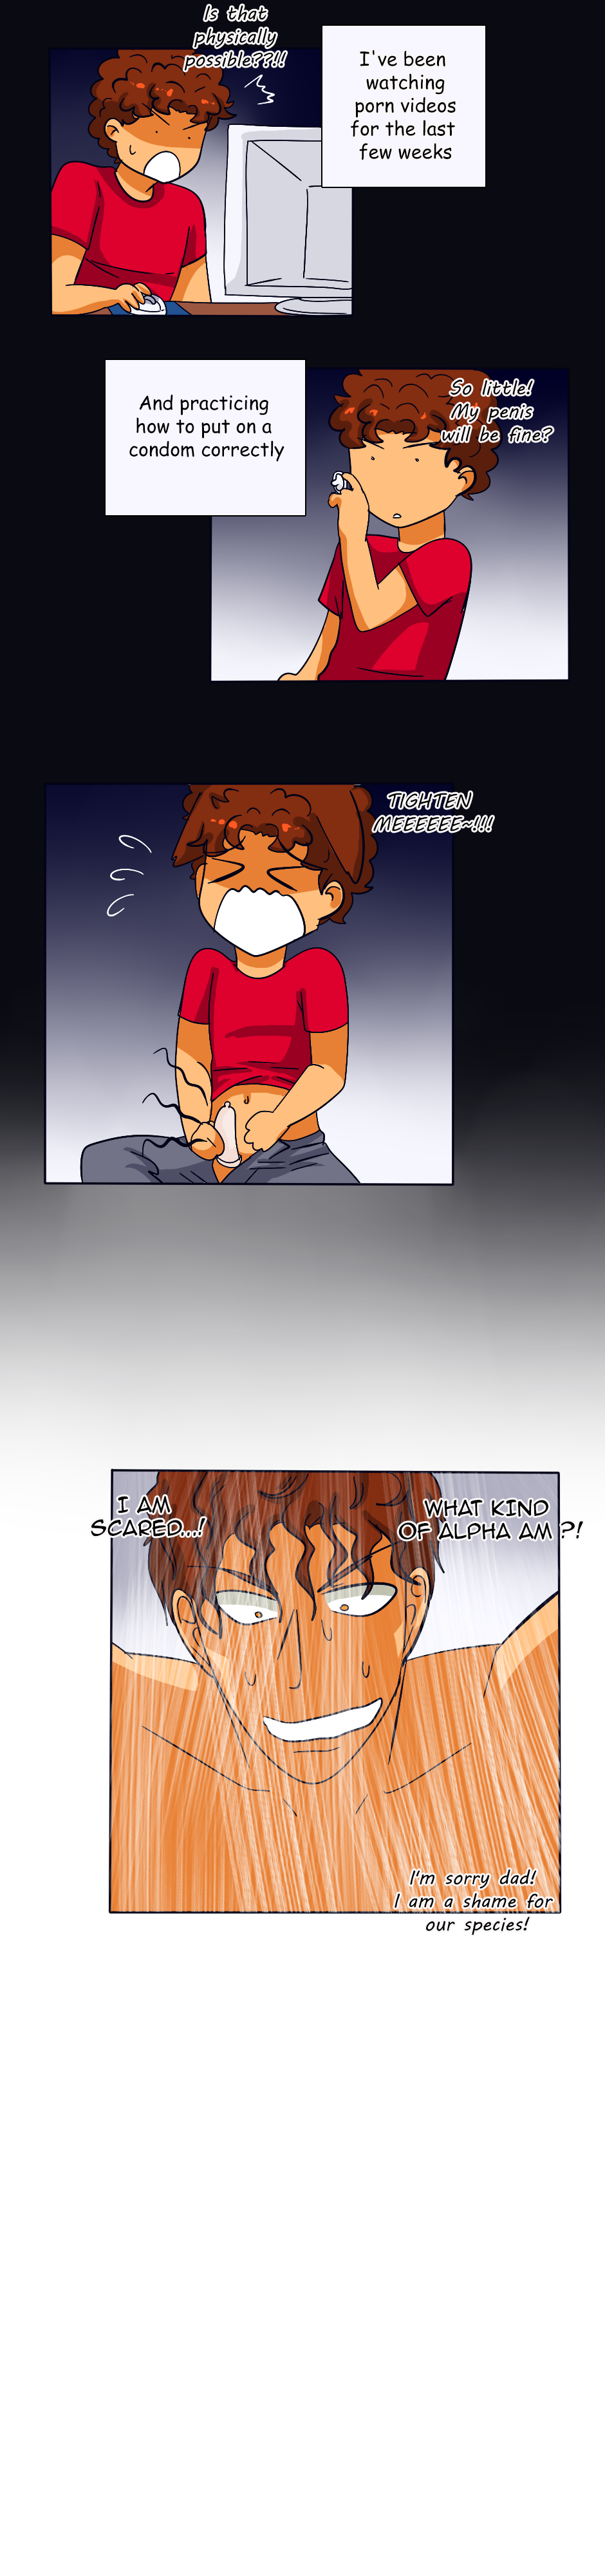 Is that
physically
possible??!!
I've been
watching
porn videos
for the last
few weeks
And practicing
how to put on a
condom correctly
So little!
My penis
will be fine?
TIGHTEN
MEEEEEE~!!!
I AM
SCARED...!
WHAT KIND
OF ALPHA AM ?!
I'm sorry dad!
I am a shame for
our species!